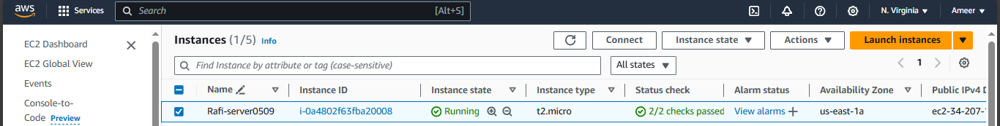 aws Services Search [Alt+S] N. Virginia Ameer
EC2 Dashboard
EC2 Global View
Events
Console-to-
Code Preview
Instances (1/5) Info Connect Instance state Actions Launch instances
Find Instance by attribute or tag (case-sensitive) All states 1
Name Instance ID Instance state Instance type Status check Alarm status Availability Zone Public IPv4 D
Rafi-server0509 i-0a4802f63fba20008 Running t2.micro 2/2 checks passed View alarms + us-east-1a ec2-34-207-